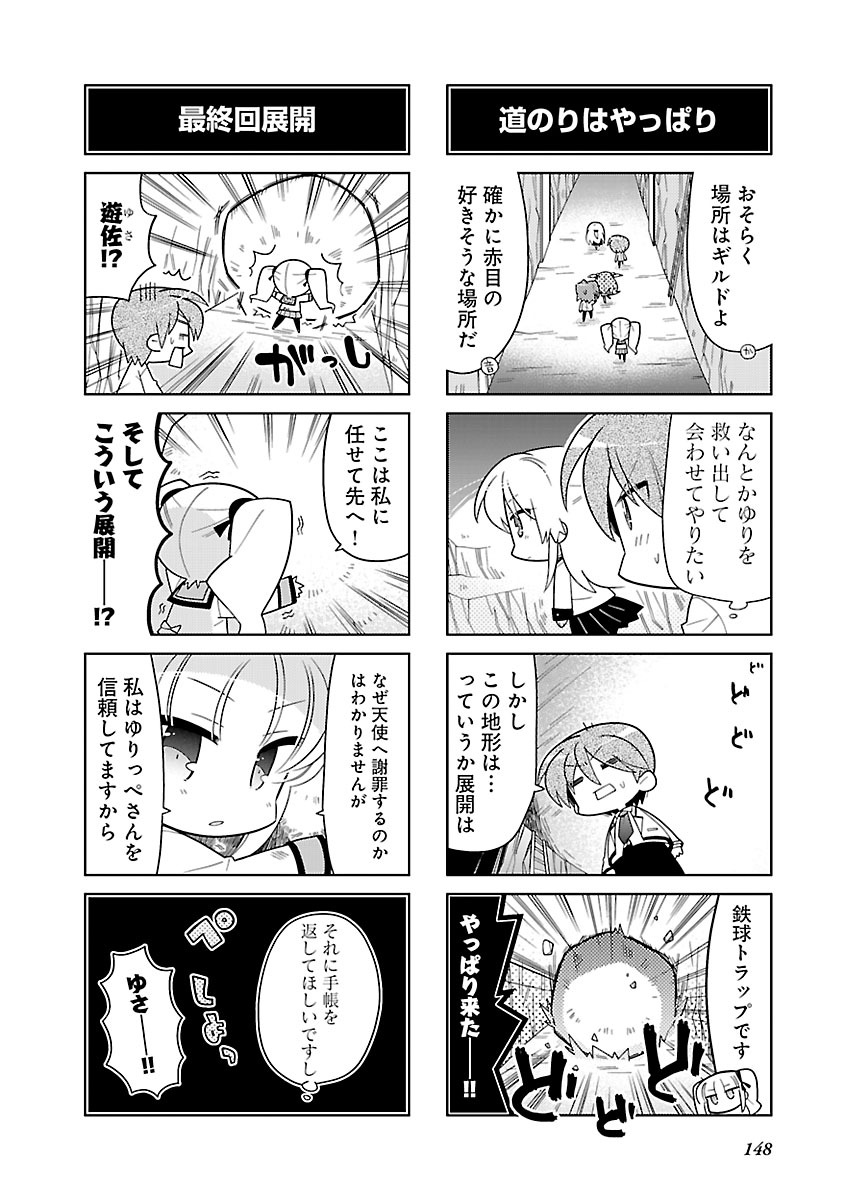 道のりはやっぱり
おそらく
場所はギルドよ
か
確かに赤目の
好きそうな場所だ
音
なんとかゆりを
救い出して
会わせてやりたい
ど
ど
ど
ど
しかし
この地形は…
っていうか展開は
鉄球トラップです
どどど
やっぱり来た――!!
最終回展開
遊佐!?
ゆさ
がっし
ここは私に
任せて先へ!
そして
こういう展開――!?
なぜ天使へ謝罪するのか
はわかりませんが
私はゆりっぺさんを
信頼してますから
それに手帳を
返してほしいですし
ぺしょっ
ゆさ――!!
148